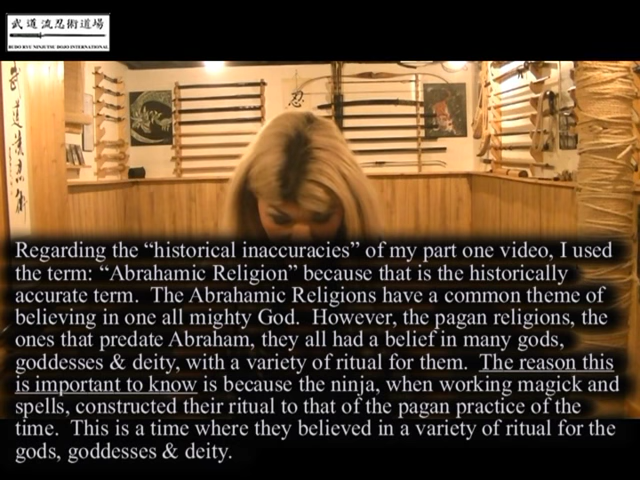 武道流忍術道場
BUDO RYU NINJUTSU DOJO INTERNATIONAL
忍
Regarding the “historical inaccuracies” of my part one video, I used
the term: “Abrahamic Religion” because that is the historically
accurate term.  The Abrahamic Religions have a common theme of
believing in one all mighty God.  However, the pagan religions, the
ones that predate Abraham, they all had a belief in many gods,
goddesses & deity, with a variety of ritual for them.  The reason this
is important to know is because the ninja, when working magick and
spells, constructed their ritual to that of the pagan practice of the
time.  This is a time where they believed in a variety of ritual for the
gods, goddesses & deity.